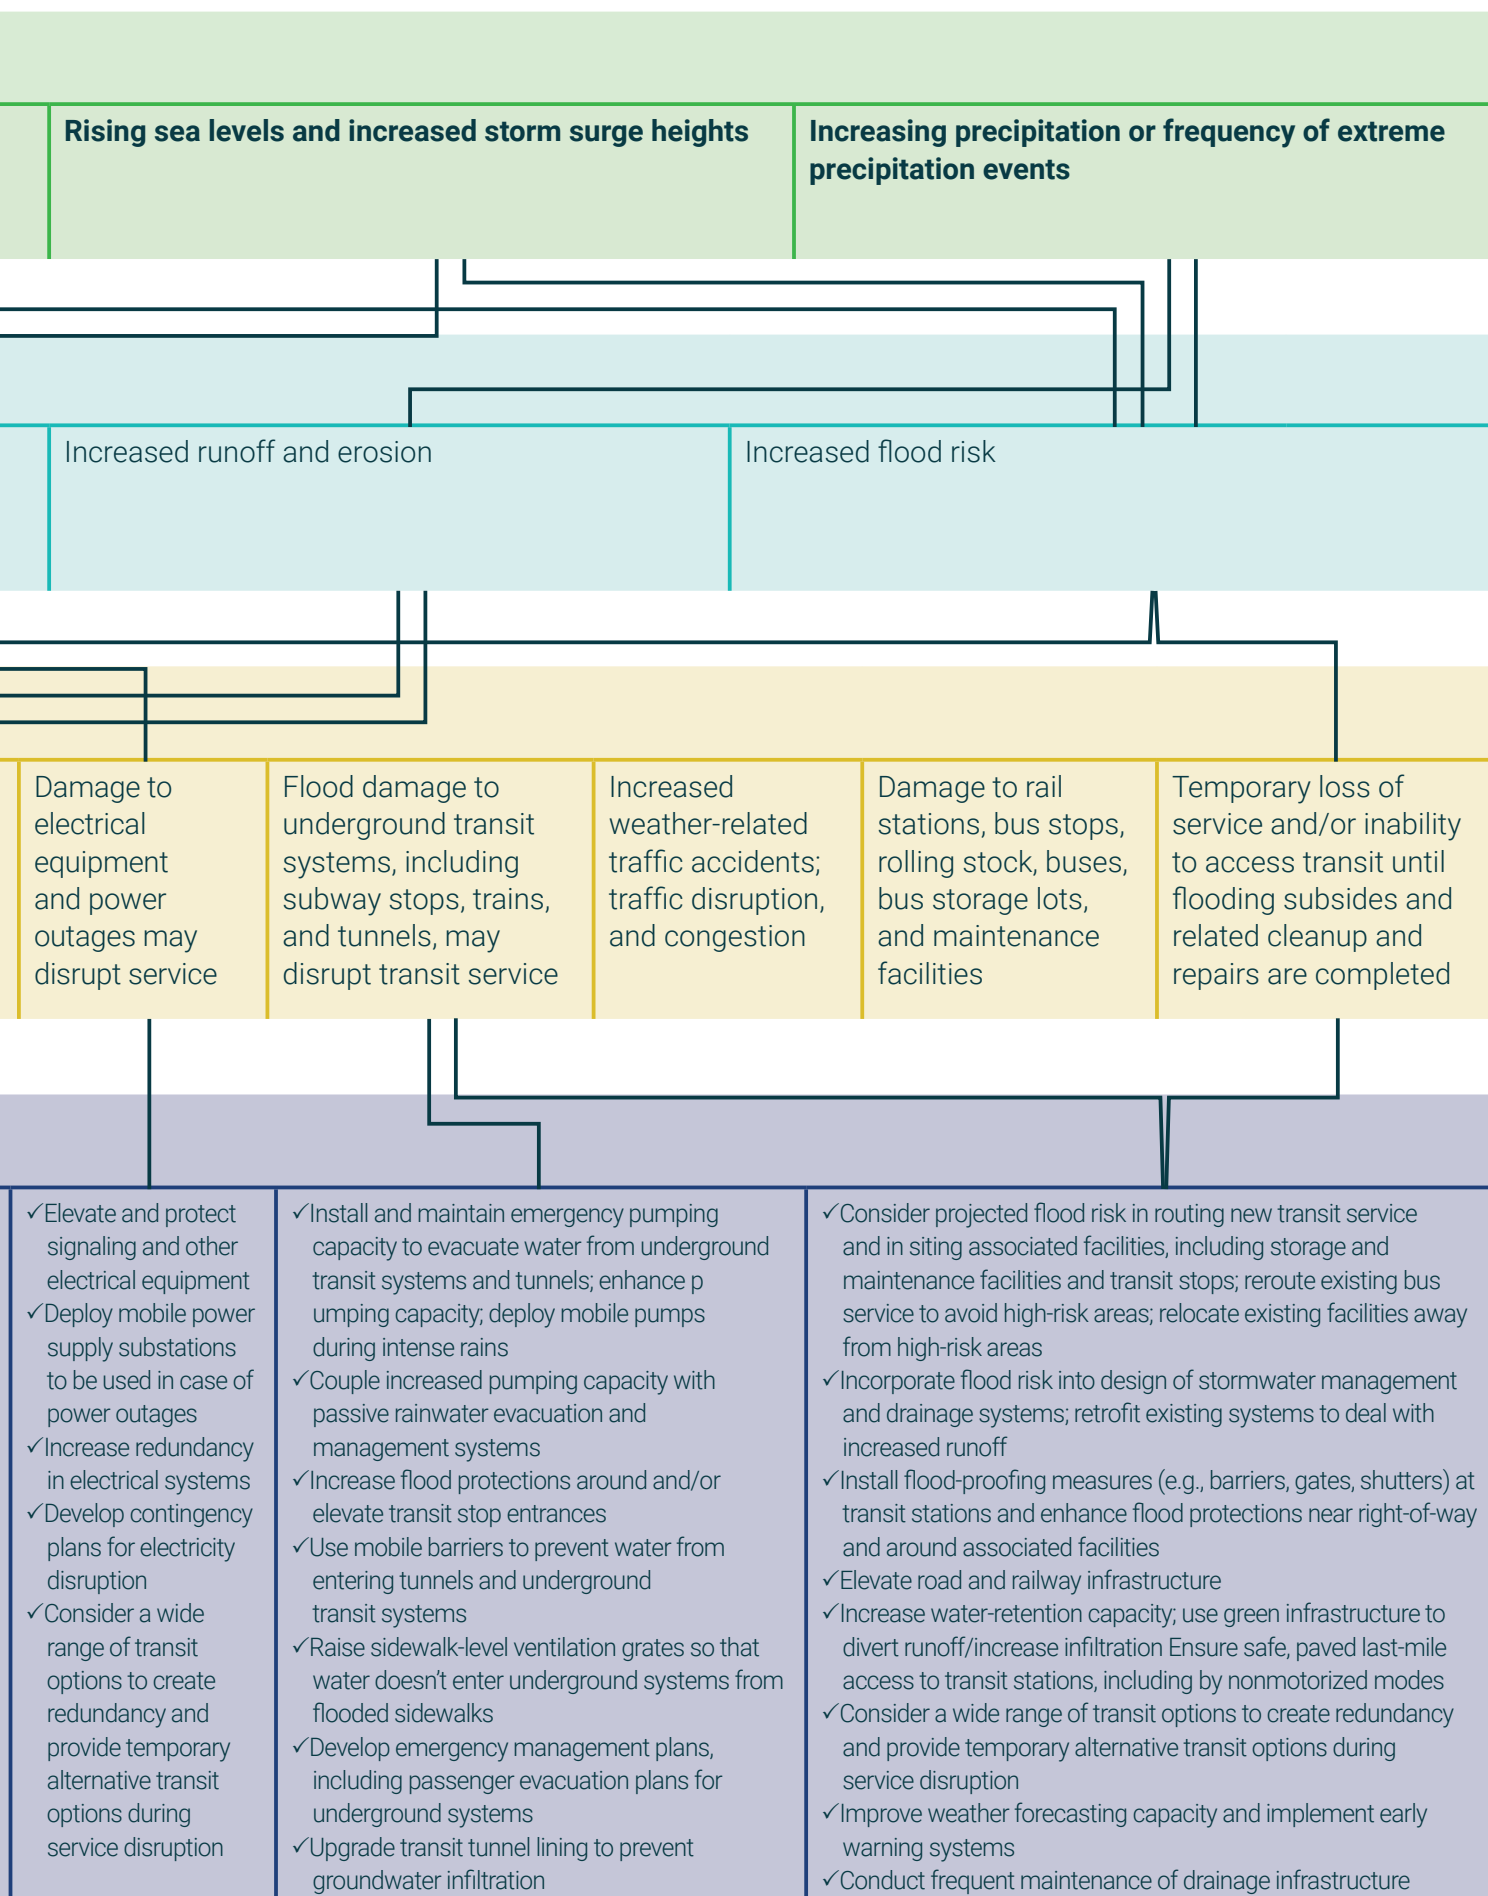 Rising sea levels and increased storm surge heights
Increasing precipitation or frequency of extreme
precipitation events
Increased runoff and erosion
Increased flood risk
Damage to
electrical
equipment
and power
outages may
disrupt service
Flood damage to
underground transit
systems, including
subway stops, trains,
and tunnels, may
disrupt transit service
Increased
weather-related
traffic accidents;
traffic disruption,
and congestion
Damage to rail
stations, bus stops,
rolling stock, buses,
bus storage lots,
and maintenance
facilities
Temporary loss of
service and/or inability
to access transit until
flooding subsides and
related cleanup and
repairs are completed
✓Elevate and protect
signaling and other
electrical equipment
✓Deploy mobile power
supply substations
to be used in case of
power outages
✓Increase redundancy
in electrical systems
✓Develop contingency
plans for electricity
disruption
✓Consider a wide
range of transit
options to create
redundancy and
provide temporary
alternative transit
options during
service disruption
✓Install and maintain emergency pumping
capacity to evacuate water from underground
transit systems and tunnels; enhance p
umping capacity; deploy mobile pumps
during intense rains
✓Couple increased pumping capacity with
passive rainwater evacuation and
management systems
✓Increase flood protections around and/or
elevate transit stop entrances
✓Use mobile barriers to prevent water from
entering tunnels and underground
transit systems
✓Raise sidewalk-level ventilation grates so that
water doesn't enter underground systems from
flooded sidewalks
✓Develop emergency management plans,
including passenger evacuation plans for
underground systems
✓Upgrade transit tunnel lining to prevent
groundwater infiltration
✓Consider projected flood risk in routing new transit service
and in siting associated facilities, including storage and
maintenance facilities and transit stops; reroute existing bus
service to avoid high-risk areas; relocate existing facilities away
from high-risk areas
✓Incorporate flood risk into design of stormwater management
and drainage systems; retrofit existing systems to deal with
increased runoff
✓Install flood-proofing measures (e.g., barriers, gates, shutters) at
transit stations and enhance flood protections near right-of-way
and around associated facilities
✓Elevate road and railway infrastructure
✓Increase water-retention capacity; use green infrastructure to
divert runoff/increase infiltration Ensure safe, paved last-mile
access to transit stations, including by nonmotorized modes
✓Consider a wide range of transit options to create redundancy
and provide temporary alternative transit options during
service disruption
✓Improve weather forecasting capacity and implement early
warning systems
✓Conduct frequent maintenance of drainage infrastructure